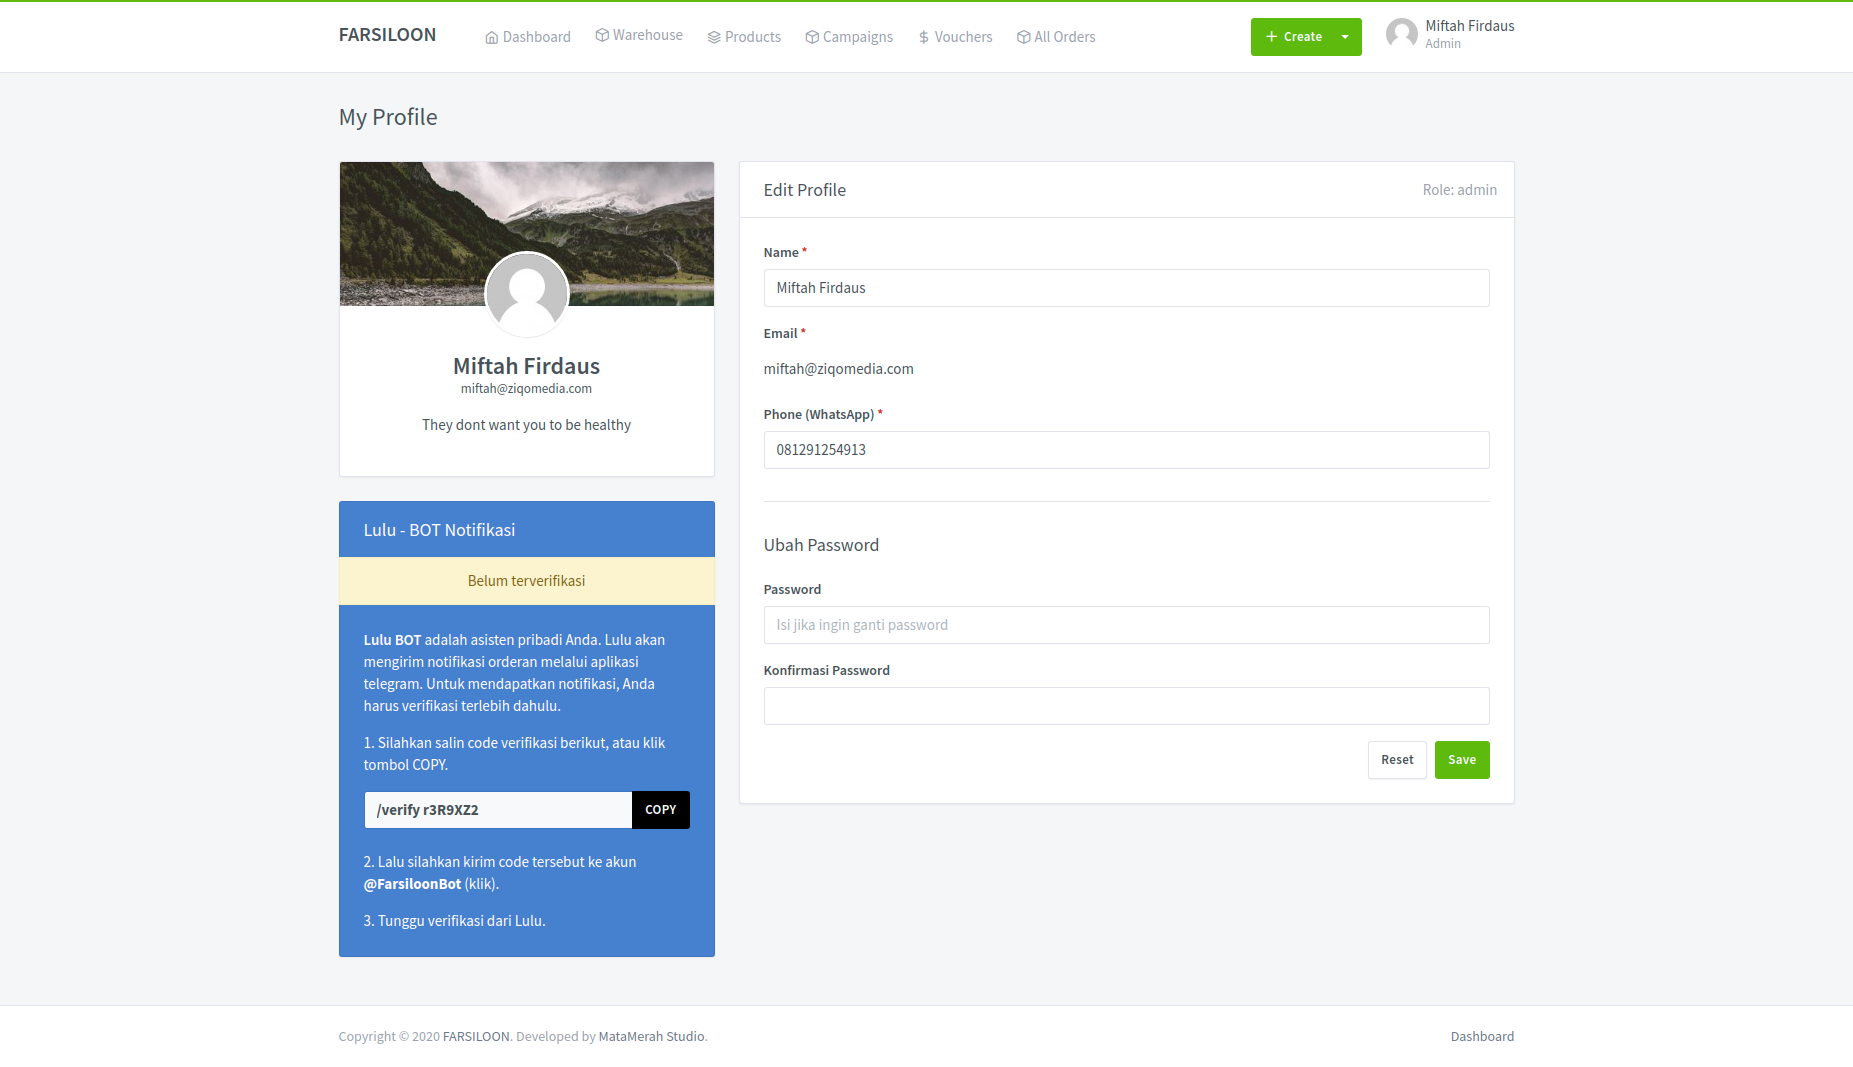 FARSILOON
Dashboard
Warehouse
Products
Campaigns
Vouchers
All Orders
Create
Miftah Firdaus
Admin
My Profile
Miftah Firdaus
miftah@ziqomedia.com
They dont want you to be healthy
Lulu - BOT Notifikasi
Belum terverifikasi
Lulu BOT adalah asisten pribadi Anda. Lulu akan
mengirim notifikasi orderan melalui aplikasi
telegram. Untuk mendapatkan notifikasi, Anda
harus verifikasi terlebih dahulu.
1. Silahkan salin code verifikasi berikut, atau klik
tombol COPY.
/verify r3R9XZ2
COPY
2. Lalu silahkan kirim code tersebut ke akun
@FarsiloonBot (klik).
3. Tunggu verifikasi dari Lulu.
Edit Profile
Role: admin
Name *
Miftah Firdaus
Email *
miftah@ziqomedia.com
Phone (WhatsApp) *
081291254913
Ubah Password
Password
Isi jika ingin ganti password
Konfirmasi Password
Reset
Save
Copyright © 2020 FARSILOON. Developed by MataMerah Studio.
Dashboard